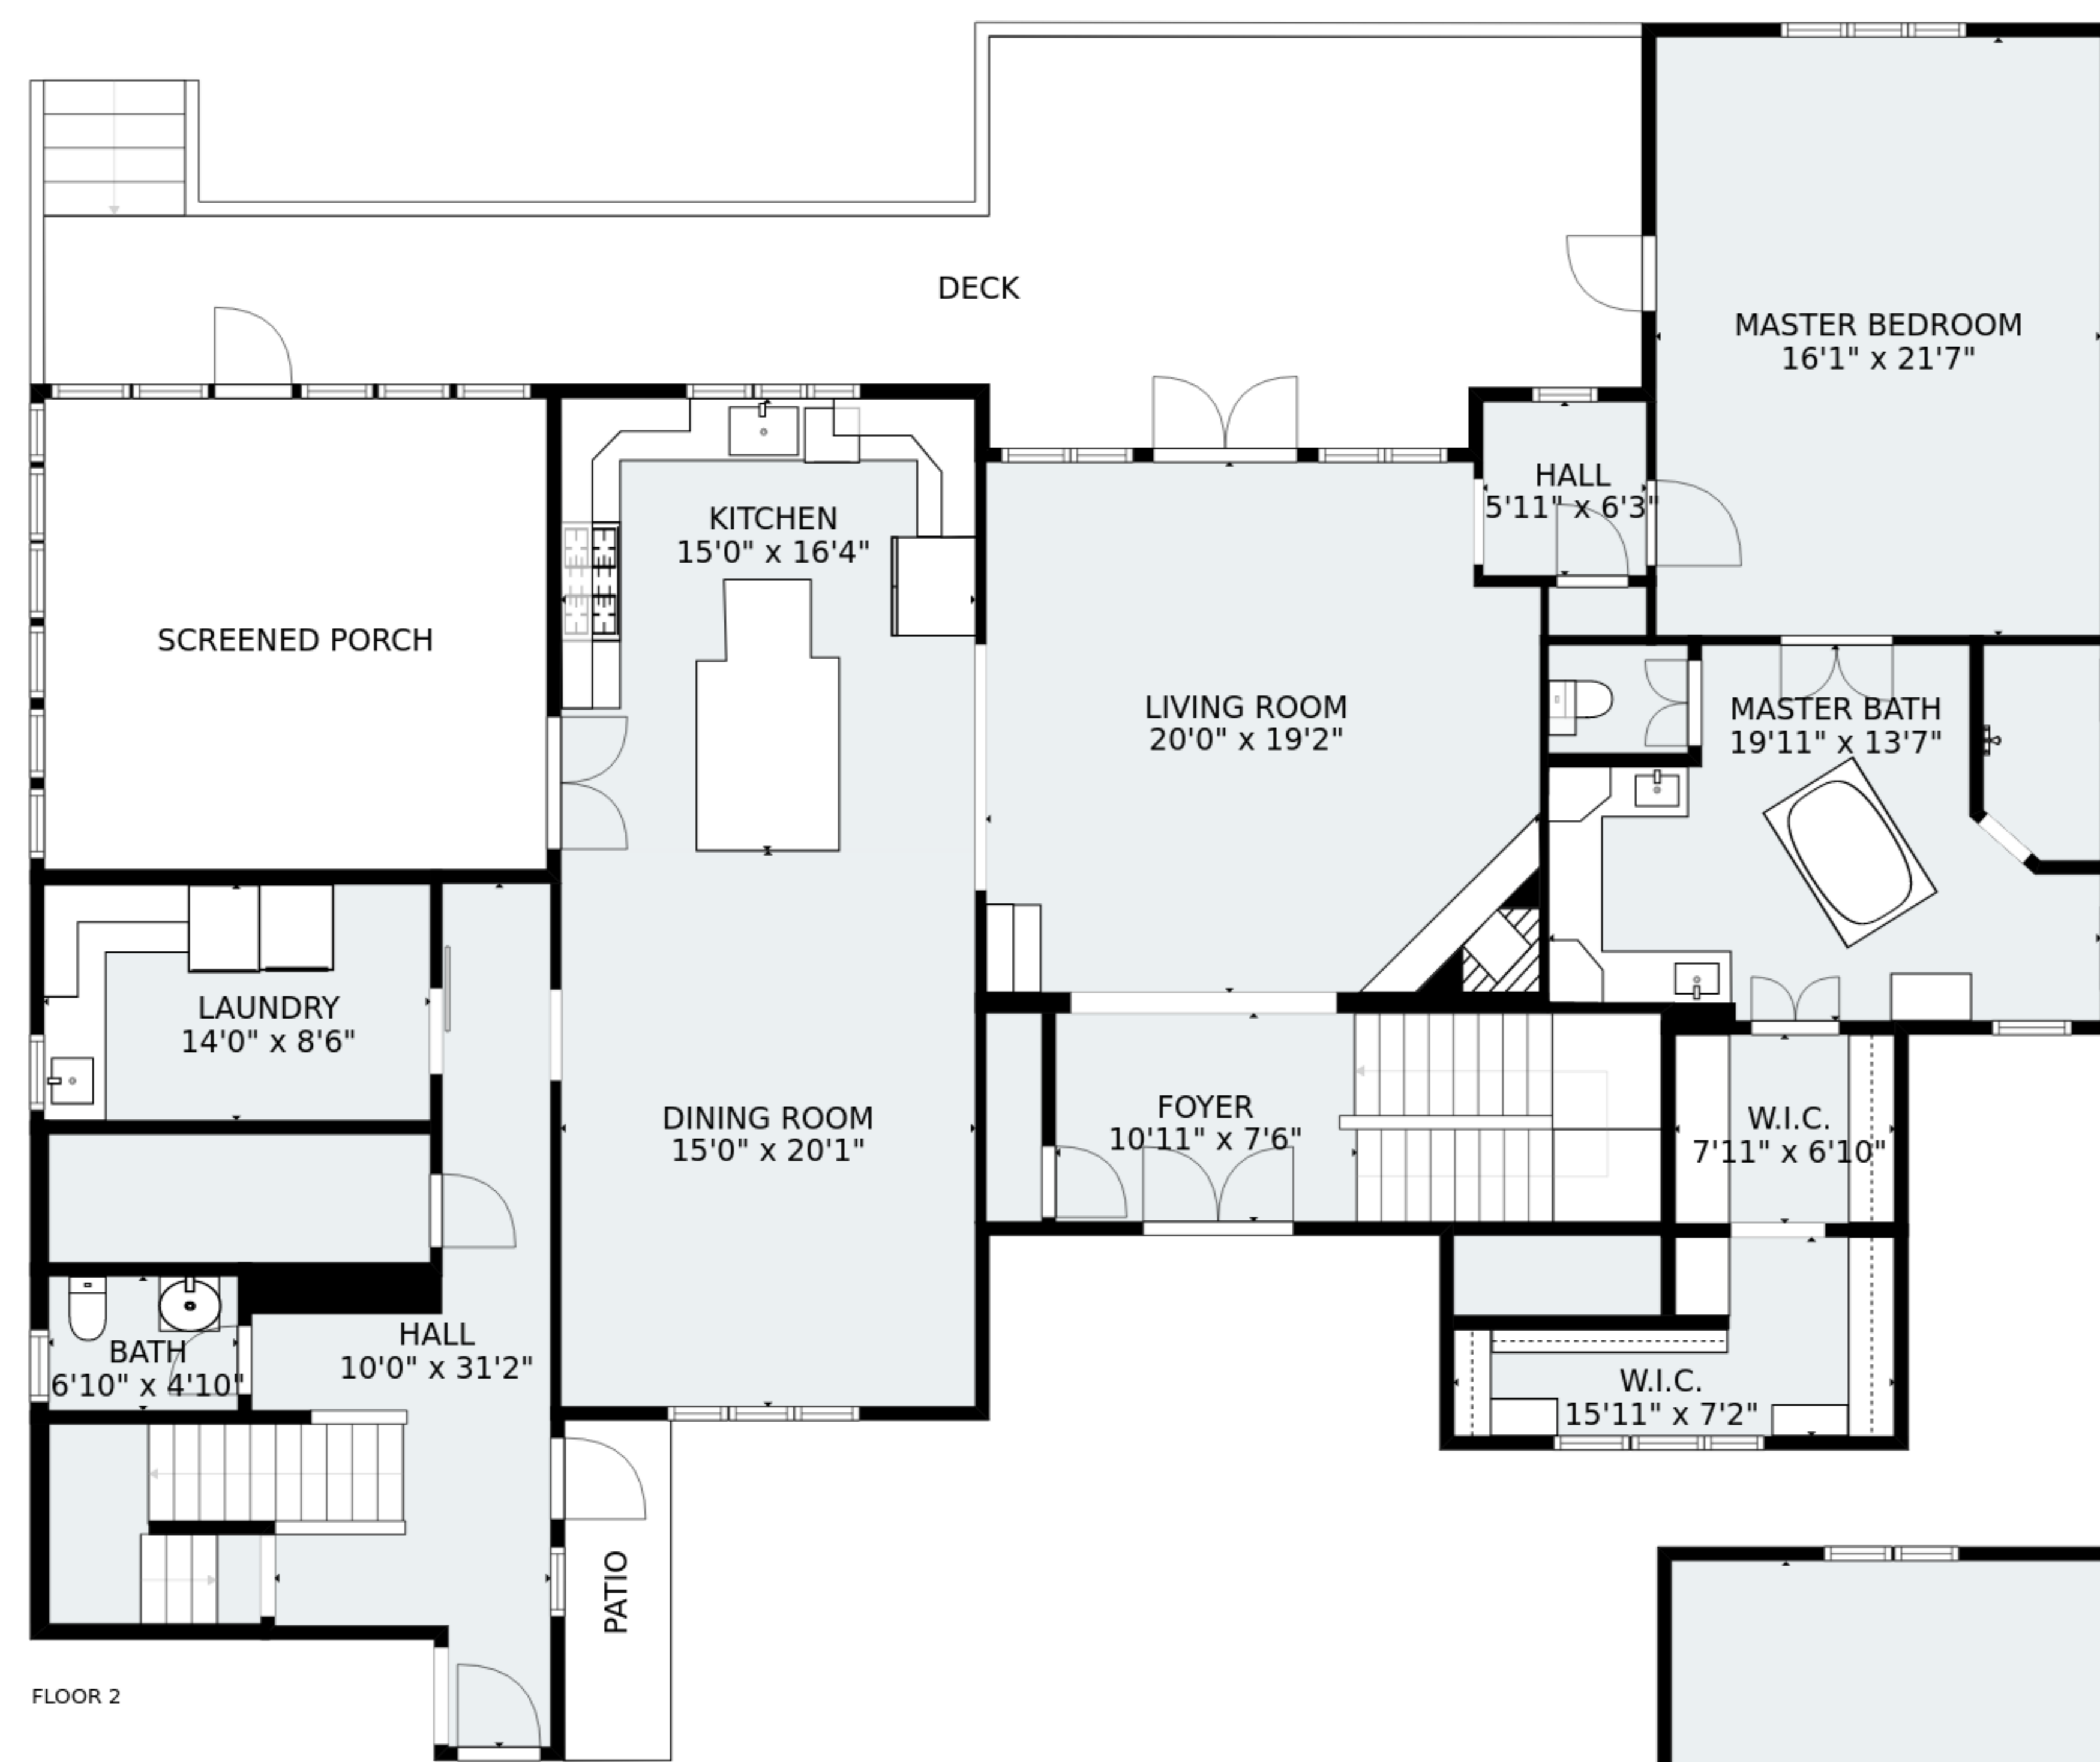 DECK
MASTER BEDROOM
16'1" x 21'7"
HALL
5'11" x 6'3"
KITCHEN
15'0" x 16'4"
SCREENED PORCH
LIVING ROOM
20'0" x 19'2"
MASTER BATH
19'11" x 13'7"
LAUNDRY
14'0" x 8'6"
DINING ROOM
15'0" x 20'1"
FOYER
10'11" x 7'6"
W.I.C.
7'11" x 6'10"
HALL
10'0" x 31'2"
BATH
6'10" x 4'10"
W.I.C.
15'11" x 7'2"
PATIO
FLOOR 2